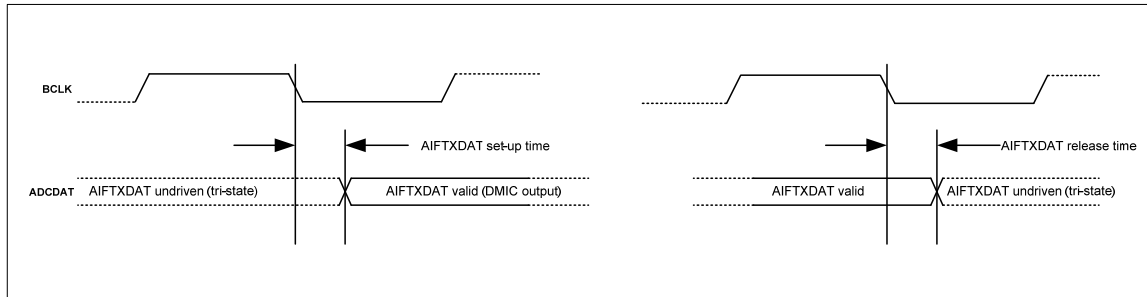 BCLK
AIFTXDAT set-up time
AIFTXDAT release time
ADCDAT
AIFTXDAT undriven (tri-state)
AIFTXDAT valid (DMIC output)
AIFTXDAT valid
AIFTXDAT undriven (tri-state)